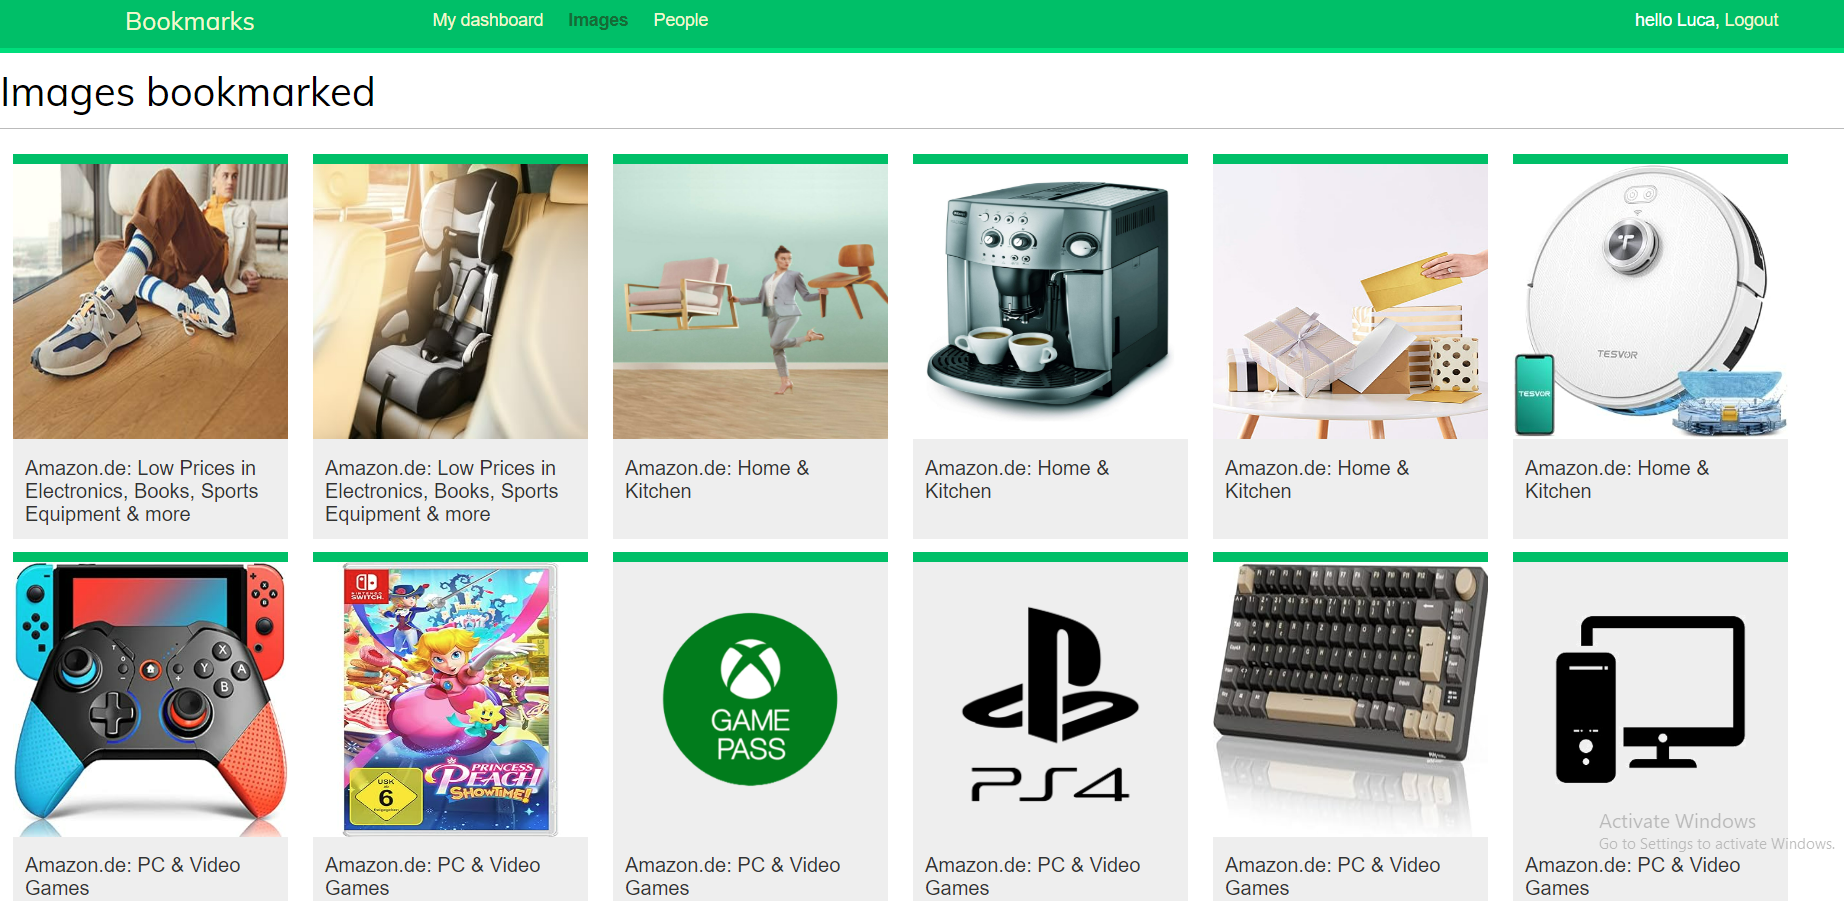 Bookmarks
My dashboard
Images
People
hello Luca, Logout
Images bookmarked
TESVOR
TESVOR
Amazon.de: Low Prices in
Electronics, Books, Sports
Equipment & more
Amazon.de: Low Prices in
Electronics, Books, Sports
Equipment & more
Amazon.de: Home &
Kitchen
Amazon.de: Home &
Kitchen
Amazon.de: Home &
Kitchen
Amazon.de: Home &
Kitchen
X
Y
A
B
NINTENDO
SWITCH
PRINCESS
PEACH
SHOWTIME!
USK
ab
6
freigegeben
GAME
PASS
PS4
Amazon.de: PC & Video
Games
Amazon.de: PC & Video
Games
Amazon.de: PC & Video
Games
Amazon.de: PC & Video
Games
Amazon.de: PC & Video
Games
Amazon.de: PC & Video
Games
Activate Windows
Go to Settings to activate Windows.